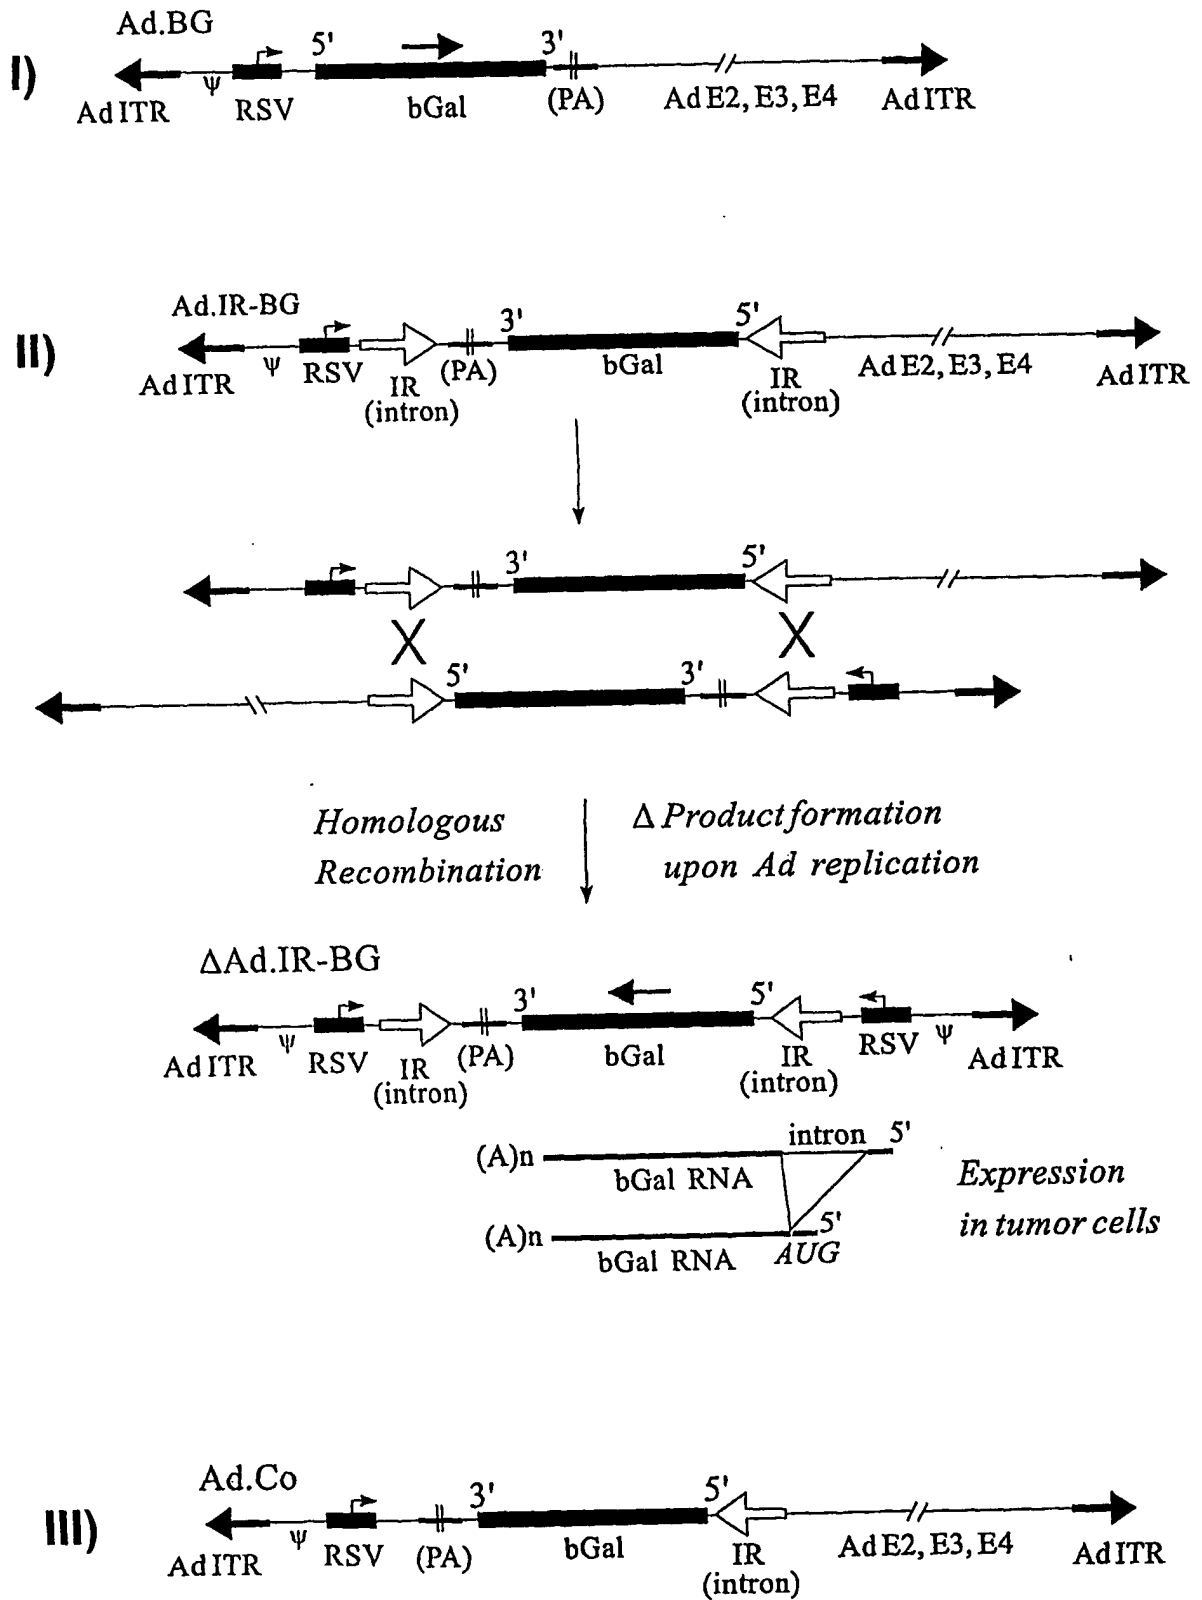 Ad.BG
I)
5' 3'
ψ
Ad ITR RSV bGal (PA) Ad E2, E3, E4 Ad ITR
Ad.IR-BG
II)
3' 5'
ψ
Ad ITR RSV IR (PA) bGal IR Ad E2, E3, E4 Ad ITR
(intron) (intron)
3' 5'
X X
5' 3'
Homologous Δ Product formation
Recombination upon Ad replication
ΔAd.IR-BG
3' 5'
ψ ψ
Ad ITR RSV IR (PA) bGal IR RSV Ad ITR
(intron) (intron)
intron 5'
(A)n
bGal RNA
Expression
5'
in tumor cells
(A)n
bGal RNA AUG
Ad.Co
III)
3' 5'
ψ
Ad ITR RSV (PA) bGal IR Ad E2, E3, E4 Ad ITR
(intron)